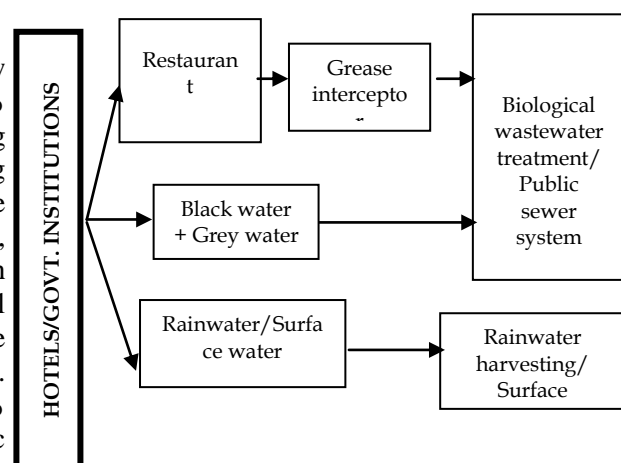 HOTELS/GOVT. INSTITUTIONS
Restauran
t
Grease
intercepto
r
Biological
wastewater
treatment/
Public
sewer
system
Black water
+ Grey water
Rainwater/Surfa
ce water
Rainwater
harvesting/
Surface